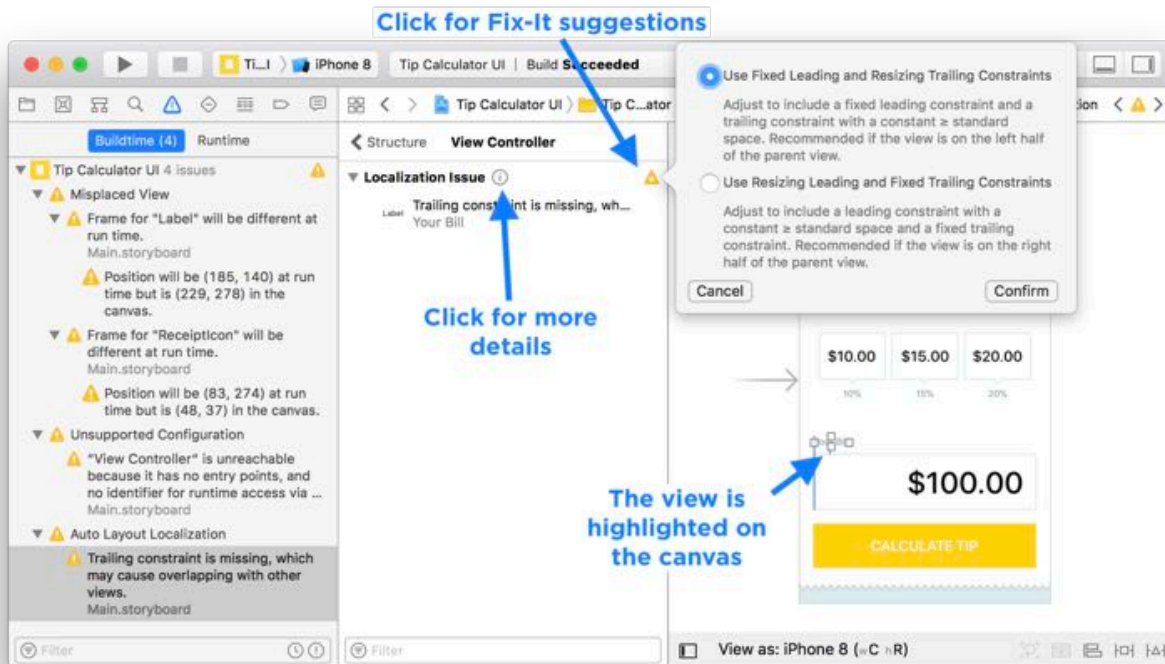 Click for Fix-It suggestions
Ti...I
iPhone 8
Tip Calculator UI | Build Succeeded
Tip Calculator UI
Tip C...ator
ion
Buildtime (4)
Runtime
Structure
View Controller
Tip Calculator UI 4 issues
Misplaced View
Frame for "Label" will be different at
run time.
Main.storyboard
Position will be (185, 140) at run
time but is (229, 278) in the
canvas.
Frame for "ReceiptIcon" will be
different at run time.
Main.storyboard
Position will be (83, 274) at run
time but is (48, 37) in the canvas.
Unsupported Configuration
"View Controller" is unreachable
because it has no entry points, and
no identifier for runtime access via ...
Main.storyboard
Auto Layout Localization
Trailing constraint is missing, which
may cause overlapping with other
views.
Main.storyboard
Filter
Localization Issue
Label
Trailing constraint is missing, wh...
Your Bill
Click for more
details
Filter
Use Fixed Leading and Resizing Trailing Constraints
Adjust to include a fixed leading constraint and a
trailing constraint with a constant ≥ standard
space. Recommended if the view is on the left half
of the parent view.
Use Resizing Leading and Fixed Trailing Constraints
Adjust to include a leading constraint with a
constant ≥ standard space and a fixed trailing
constraint. Recommended if the view is on the right
half of the parent view.
Cancel
Confirm
$10.00 $15.00 $20.00
10% 15% 20%
$100.00
The view is
highlighted on
the canvas
CALCULATE TIP
View as: iPhone 8 (wC hR)